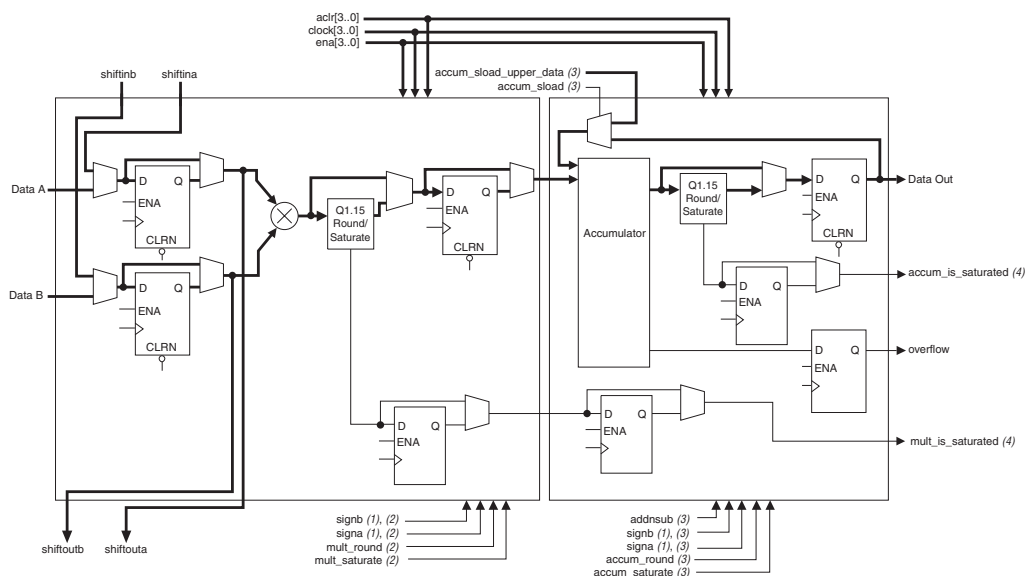 aclr[3..0]
clock[3..0]
ena[3..0]
shiftinb
shiftina
accum_sload_upper_data (3)
accum_sload (3)
Data A
D Q
ENA
CLRN
Q1.15
Round/
Saturate
D Q
ENA
CLRN
Accumulator
Q1.15
Round/
Saturate
D Q
ENA
CLRN
Data Out
Data B
D Q
ENA
CLRN
D Q
ENA
accum_is_saturated (4)
D Q
ENA
overflow
D Q
ENA
D Q
ENA
mult_is_saturated (4)
shiftoutb
shiftouta
signb (1), (2)
signa (1), (2)
mult_round (2)
mult_saturate (2)
addnsub (3)
signb (1), (3)
signa (1), (3)
accum_round (3)
accum_saturate (3)